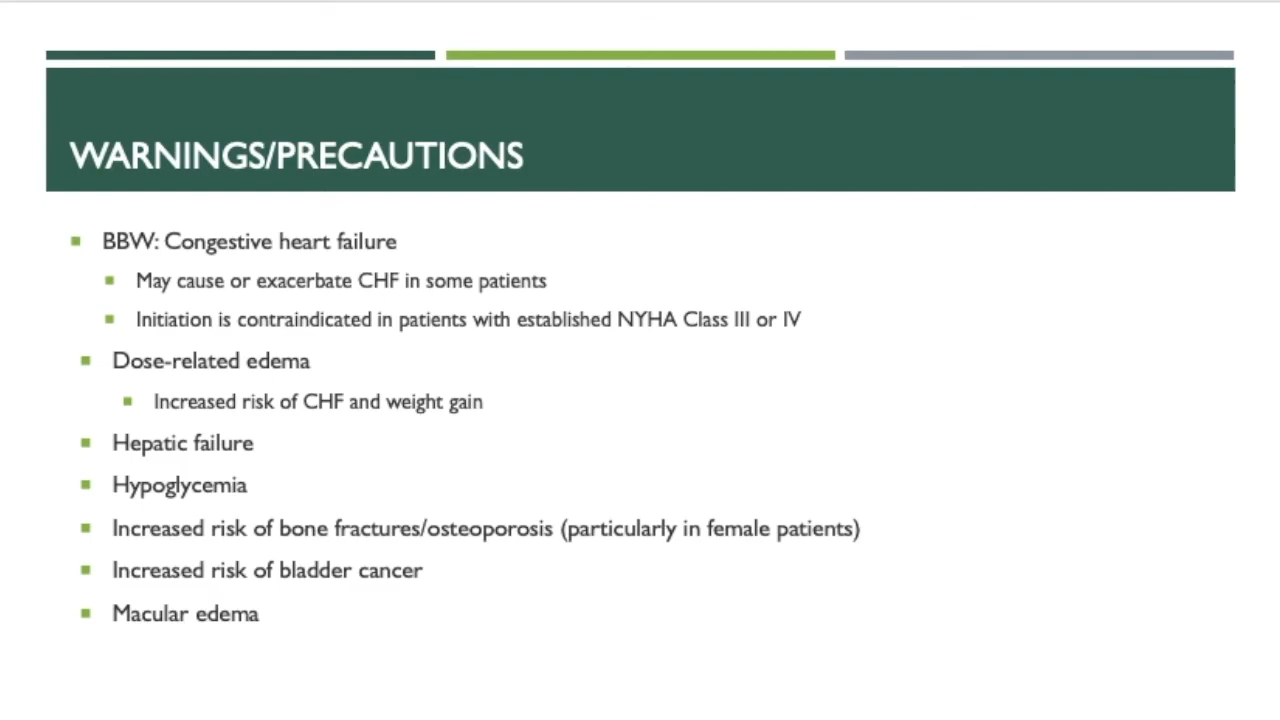 WARNINGS/PRECAUTIONS
BBW: Congestive heart failure
May cause or exacerbate CHF in some patients
Initiation is contraindicated in patients with established NYHA Class III or IV
Dose-related edema
Increased risk of CHF and weight gain
Hepatic failure
Hypoglycemia
Increased risk of bone fractures/osteoporosis (particularly in female patients)
Increased risk of bladder cancer
Macular edema